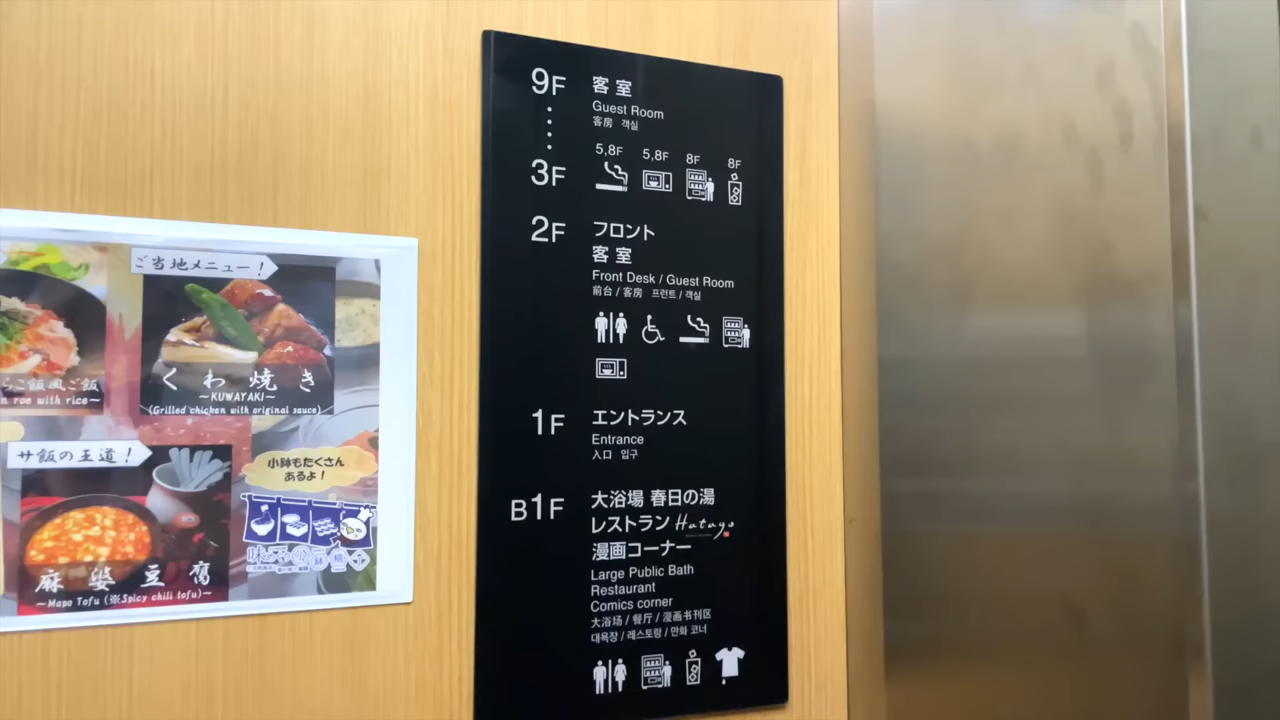 ご当地メニュー!
らこ飯風ご飯
n roe with rice~
くわ焼き
~KUWAYAKI~
(Grilled chicken with original sauce)
サ飯の王道!
麻婆豆腐
~Mapo Tofu (※Spicy chili tofu)~
小鉢もたくさん
あるよ!
9F
客室
Guest Room
客房 객실
5,8F 5,8F 8F 8F
3F
2F
フロント
客室
Front Desk / Guest Room
前台 / 客房 프런트 / 객실
1F
エントランス
Entrance
入口 입구
B1F
大浴場 春日の湯
レストラン Hatago
漫画コーナー
Large Public Bath
Restaurant
Comics corner
大浴场 / 餐厅 / 漫画书刊区
대욕장 / 레스토랑 / 만화 코너